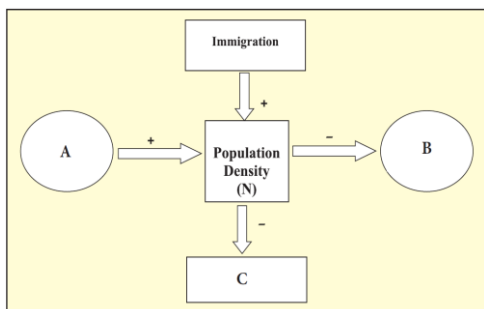 Immigration
+
A
+
Population
Density
(N)
–
B
–
C